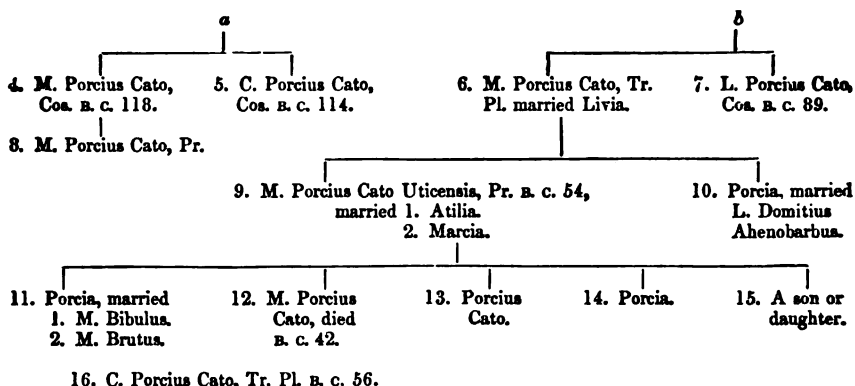 a
b
4. M. Porcius Cato,
Cos. B. C. 118.
5. C. Porcius Cato,
Cos. B. C. 114.
6. M. Porcius Cato, Tr.
Pl. married Livia.
7. L. Porcius Cato,
Cos. B. C. 89.
8. M. Porcius Cato, Pr.
9. M. Porcius Cato Uticensis, Pr. B. C. 54,
married 1. Atilia.
2. Marcia.
10. Porcia, married
L. Domitius
Ahenobarbus.
11. Porcia, married
1. M. Bibulus.
2. M. Brutus.
12. M. Porcius
Cato, died
B. C. 42.
13. Porcius
Cato.
14. Porcia.
15. A son or
daughter.
16. C. Porcius Cato, Tr. Pl. B. C. 56.